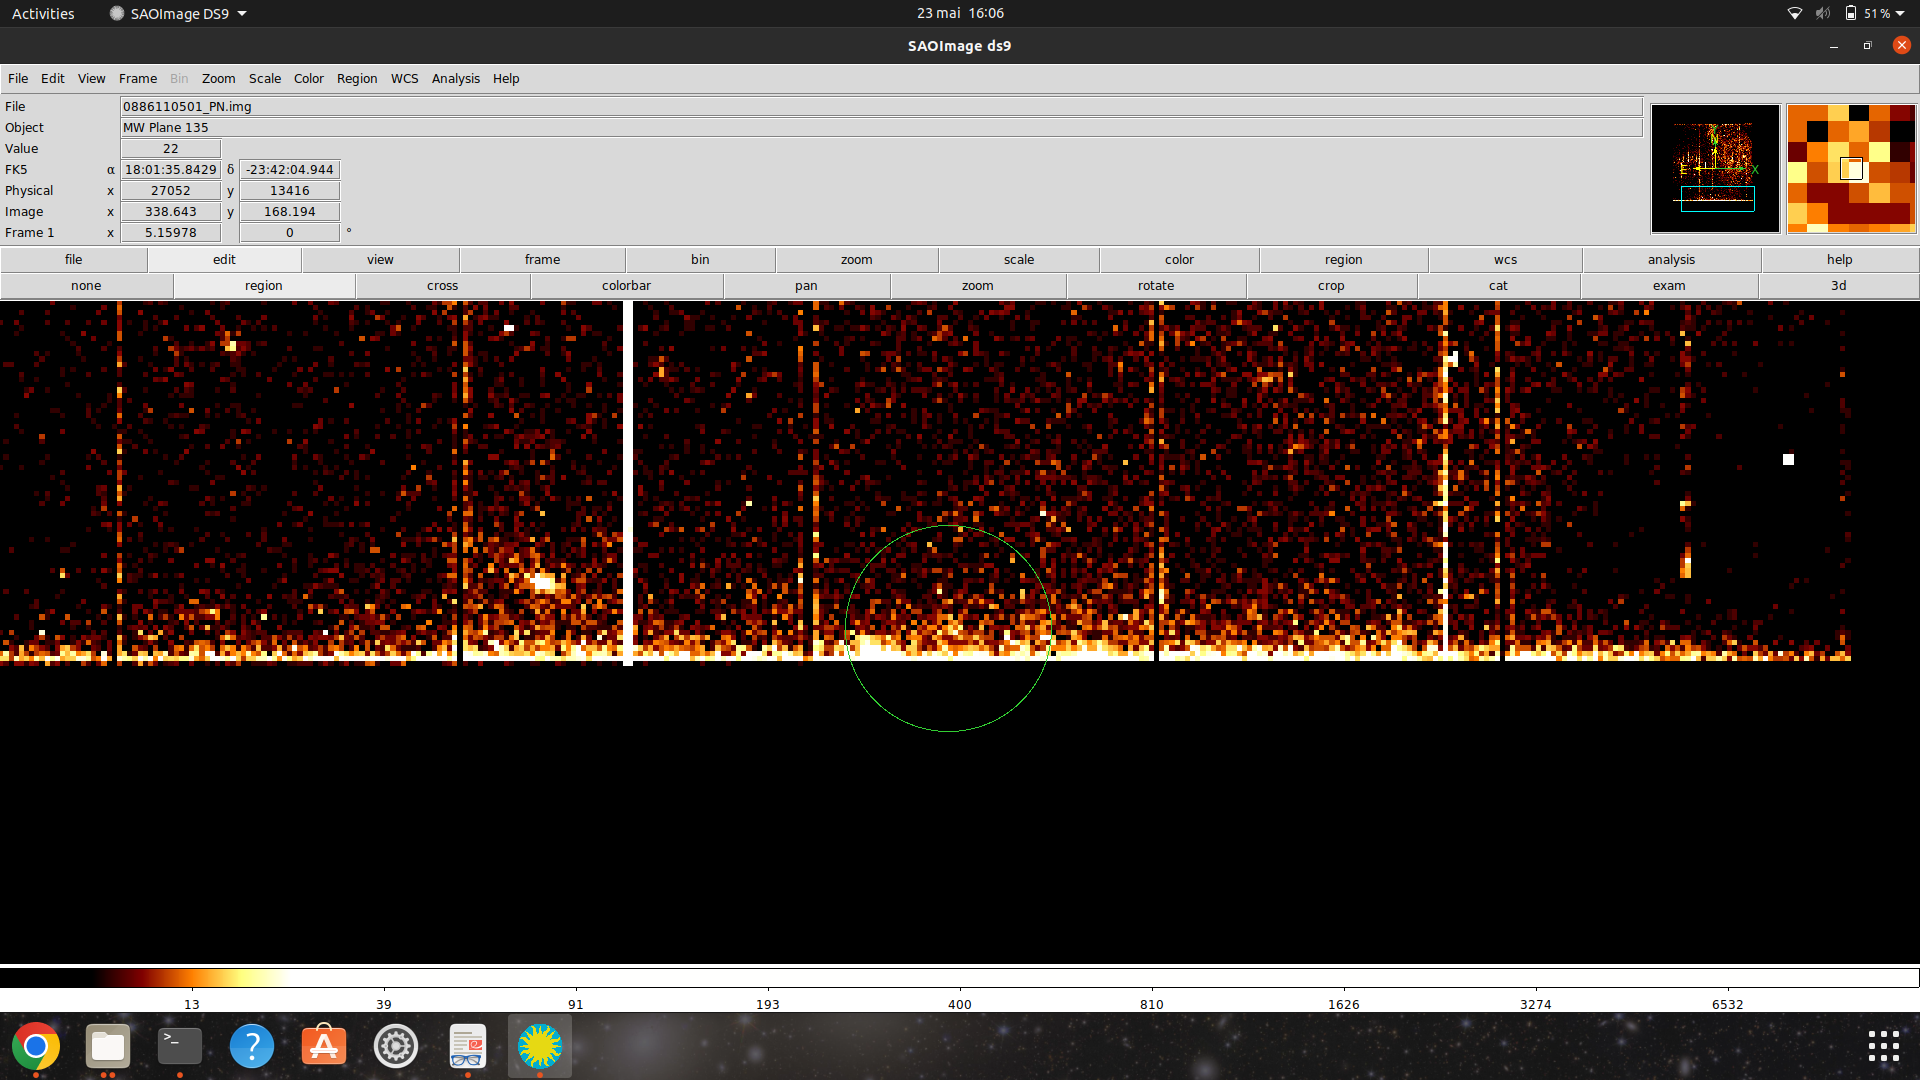 Activities SAOImage DS9 23 mai 16:06 51 %
SAOImage ds9
File Edit View Frame Bin Zoom Scale Color Region WCS Analysis Help
File 0886110501_PN.img
Object MW Plane 135
Value 22
FK5 α 18:01:35.8429 δ -23:42:04.944
Physical x 27052 y 13416
Image x 338.643 y 168.194
Frame 1 x 5.15978 0 °
file edit view frame bin zoom scale color region wcs analysis help
none region cross colorbar pan zoom rotate crop cat exam 3d
13 39 91 193 400 810 1626 3274 6532